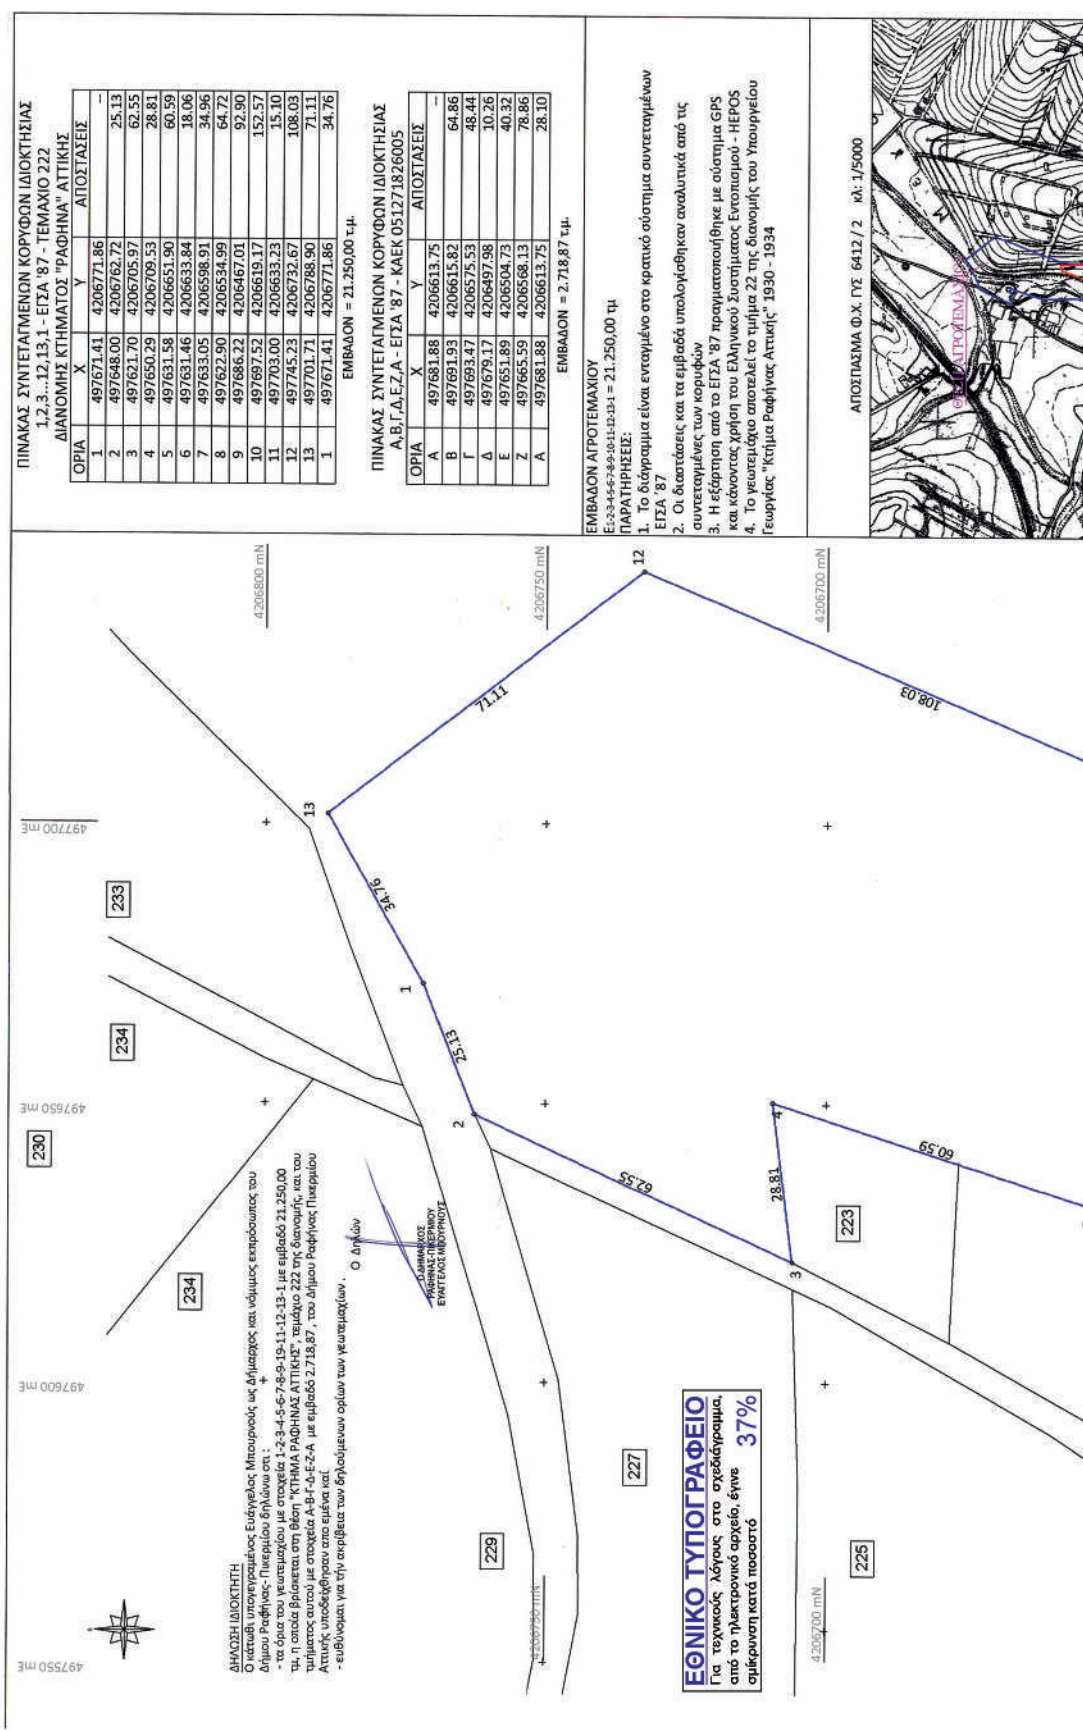 ΠΙΝΑΚΑΣ ΣΥΝΤΕΤΑΓΜΕΝΩΝ ΚΟΡΥΦΩΝ ΙΔΙΟΚΤΗΣΙΑΣ
1,2,3...12,13,1 - ΕΓΣΑ '87 - ΤΕΜΑΧΙΟ 222
ΔΙΑΝΟΜΗΣ ΚΤΗΜΑΤΟΣ "ΡΑΦΗΝΑ" ΑΤΤΙΚΗΣ
ΟΡΙΑ X Y ΑΠΟΣΤΑΣΕΙΣ
1 497671.41 4206771.86 --
2 497648.00 4206762.72 25.13
3 497621.70 4206705.97 62.55
4 497650.29 4206709.53 28.81
5 497631.58 4206651.90 60.59
6 497631.46 4206633.84 18.06
7 497633.05 4206598.91 34.96
8 497622.90 4206534.99 64.72
9 497686.22 4206467.01 92.90
10 497697.52 4206619.17 152.57
11 497703.00 4206633.23 15.10
12 497745.23 4206732.67 108.03
13 497701.71 4206788.90 71.11
1 497671.41 4206771.86 34.76
ΕΜΒΑΔΟΝ = 21.250,00 τ.μ.
ΠΙΝΑΚΑΣ ΣΥΝΤΕΤΑΓΜΕΝΩΝ ΚΟΡΥΦΩΝ ΙΔΙΟΚΤΗΣΙΑΣ
Α,Β,Γ,Δ,Ε,Ζ,Α - ΕΓΣΑ '87 - ΚΑΕΚ 051271826005
ΟΡΙΑ X Y ΑΠΟΣΤΑΣΕΙΣ
Α 497681.88 4206613.75 --
Β 497691.93 4206615.82 64.86
Γ 497693.47 4206575.53 48.44
Δ 497679.17 4206497.98 10.26
Ε 497651.89 4206504.73 40.32
Ζ 497665.59 4206568.13 78.86
Α 497681.88 4206613.75 28.10
ΕΜΒΑΔΟΝ = 2.718,87 τ.μ.
ΕΜΒΑΔΟΝ ΑΓΡΟΤΕΜΑΧΙΟΥ
Ε1-2-3-4-5-6-7-8-9-10-11-12-13-1 = 21.250,00 τμ
ΠΑΡΑΤΗΡΗΣΕΙΣ:
1. Το διάγραμμα είναι ενταγμένο στο κρατικό σύστημα συντεταγμένων
ΕΓΣΑ '87
2. Οι διαστάσεις και τα εμβαδά υπολογίσθηκαν αναλυτικά από τις
συντεταγμένες των κορυφών
3. Η εξάρτηση από το ΕΓΣΑ '87 πραγματοποιήθηκε με σύστημα GPS
και κάνοντας χρήση του Ελληνικού Συστήματος Εντοπισμού - HEPOS
4. Το γεωτεμάχιο αποτελεί το τμήμα 22 της διανομής του Υπουργείου
Γεωργίας "Κτήμα Ραφήνας Αττικής" 1930 - 1934
ΑΠΟΣΠΑΣΜΑ Φ.Χ. ΓΥΣ 6412 / 2 κλ: 1/5000
ΘΕΣΗ ΑΓΡΟΤΕΜΑΧΙΟΥ
497700 mE
497650 mE
497600 mE
497550 mE
4206800 mN
4206750 mN
4206700 mN
4206750 mN
4206700 mN
233
234
230
234
229
227
225
223
13
12
1
2
3
4
34.76
71.11
108.03
25.13
62.55
28.81
60.59
ΔΗΛΩΣΗ ΙΔΙΟΚΤΗΤΗ
Ο κάτωθι υπογεγραμμένος Ευάγγελος Μπουρνούς ως Δήμαρχος και νόμιμος εκπρόσωπος του
Δήμου Ραφήνας- Πικερμίου δηλώνω οτι :
- τα όρια του γεωτεμαχίου με στοιχεία 1-2-3-4-5-6-7-8-9-19-11-12-13-1 με εμβαδό 21.250,00
τμ, η οποία βρίσκεται στη θέση "ΚΤΗΜΑ ΡΑΦΗΝΑΣ ΑΤΤΙΚΗΣ", τεμάχιο 222 της διανομής, και του
τμήματος αυτού με στοιχεία Α-Β-Γ-Δ-Ε-Ζ-Α με εμβαδό 2.718,87 , του Δήμου Ραφήνας Πικερμίου
Αττικής υποδείχθησαν απο εμένα καί
- ευθύνομαι για την ακρίβεια των δηλούμενων ορίων των γεωτεμαχίων .
Ο Δηλών
Ο ΔΗΜΑΡΧΟΣ
ΡΑΦΗΝΑΣ-ΠΙΚΕΡΜΙΟΥ
ΕΥΑΓΓΕΛΟΣ ΜΠΟΥΡΝΟΥΣ
ΕΘΝΙΚΟ ΤΥΠΟΓΡΑΦΕΙΟ
Για τεχνικούς λόγους στο σχεδιάγραμμα,
από το ηλεκτρονικό αρχείο, έγινε
σμίκρυνση κατά ποσοστό 37%